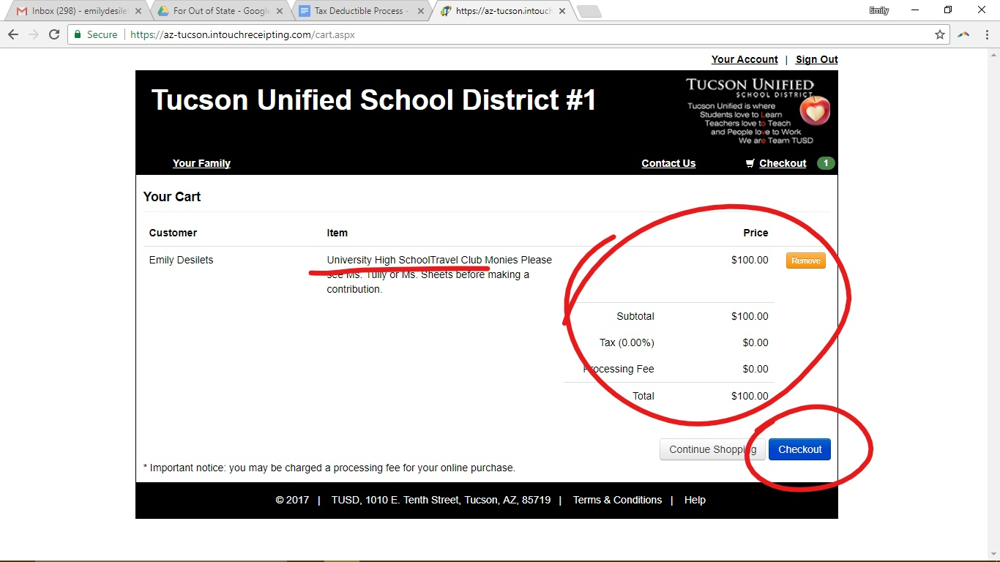 Inbox (298) - emilydesile
For Out of State - Googl
Tax Deductible Process -
https://az-tucson.intouch
Emily
Secure
https://az-tucson.intouchreceipting.com/cart.aspx
Your Account | Sign Out
Tucson Unified School District #1
TUCSON UNIFIED
SCHOOL DISTRICT
Tucson Unified is where
Students love to Learn
Teachers love to Teach
and People love to Work
We are Team TUSD
Your Family
Contact Us
Checkout 1
Your Cart
Customer Item Price
Emily Desilets University High SchoolTravel Club Monies Please $100.00 Remove
see Ms. Tully or Ms. Sheets before making a
contribution.
Subtotal $100.00
Tax (0.00%) $0.00
Processing Fee $0.00
Total $100.00
Continue Shopping Checkout
* Important notice: you may be charged a processing fee for your online purchase.
© 2017 | TUSD, 1010 E. Tenth Street, Tucson, AZ, 85719 | Terms & Conditions | Help